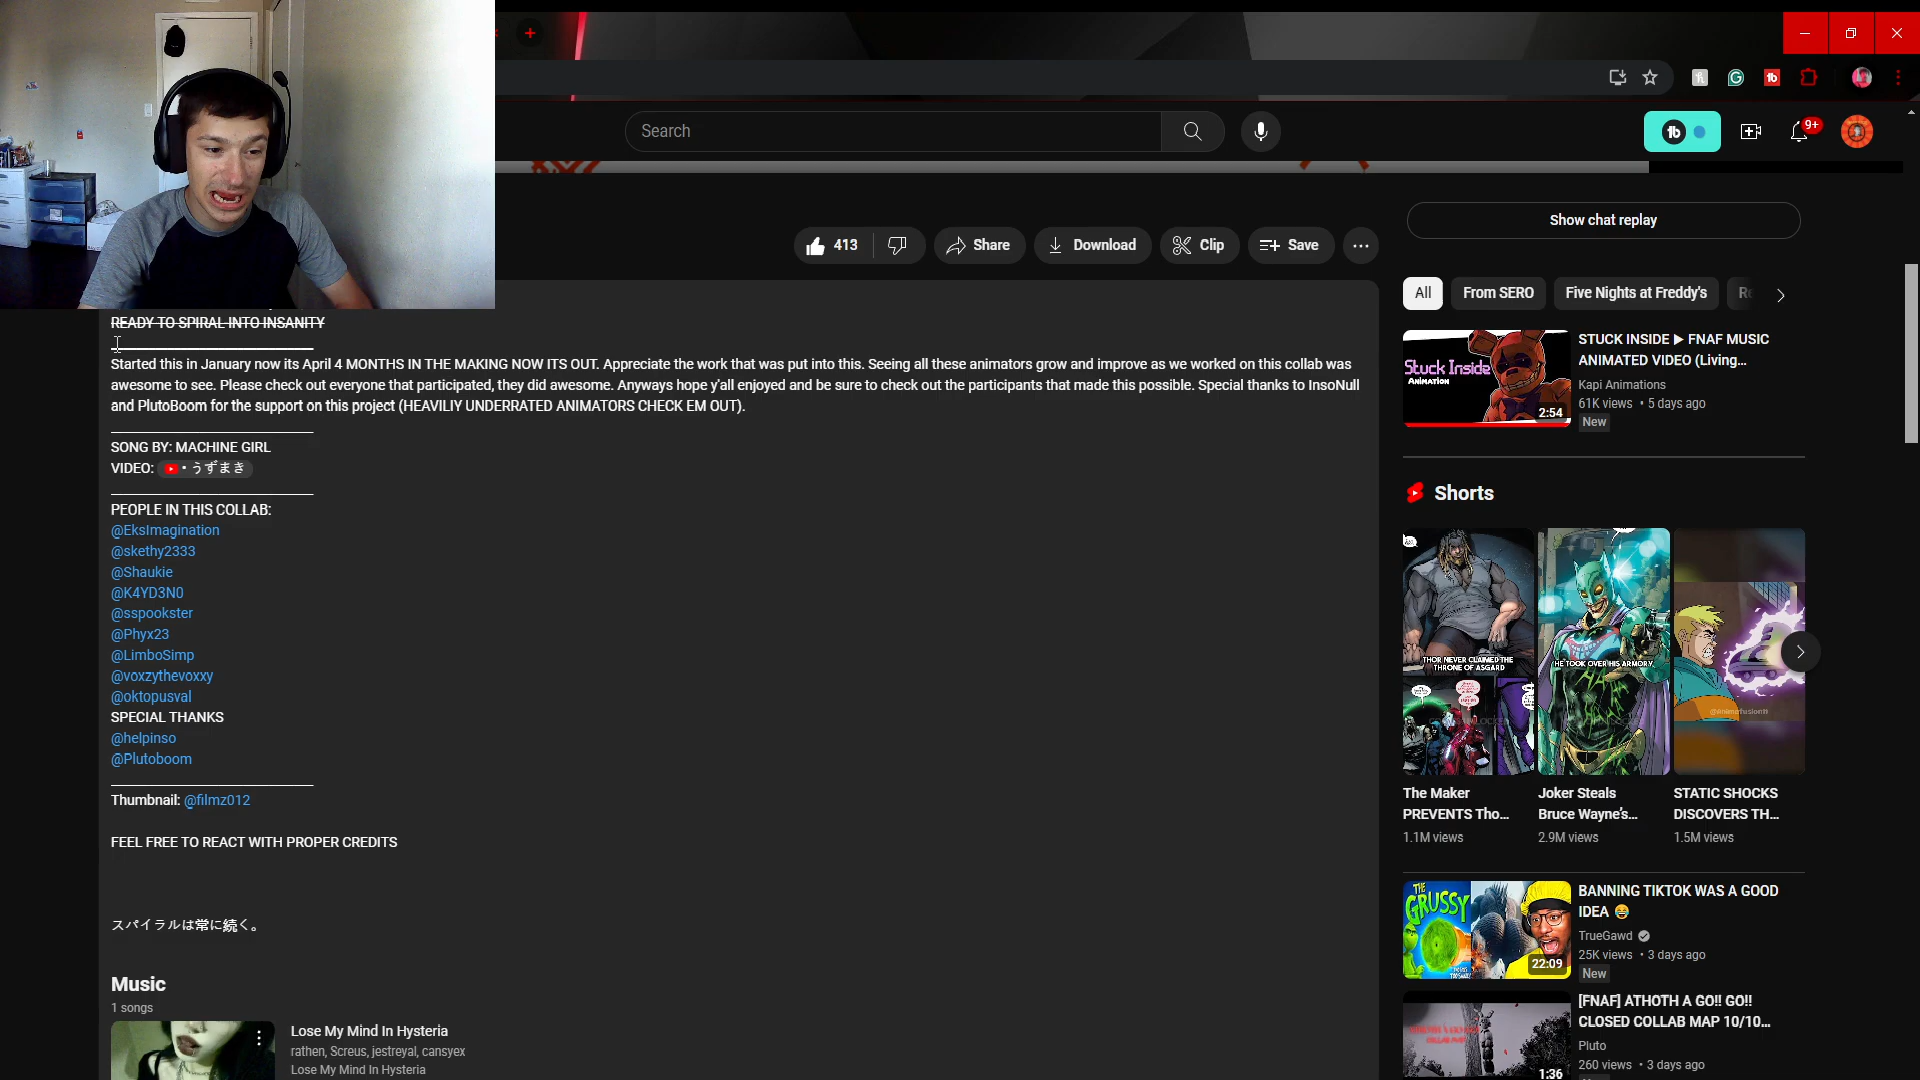 Search
9+
413
Share
Download
Clip
Save
Show chat replay
All
From SERO
Five Nights at Freddy's
READY TO SPIRAL INTO INSANITY
Started this in January now its April 4 MONTHS IN THE MAKING NOW ITS OUT. Appreciate the work that was put into this. Seeing all these animators grow and improve as we worked on this collab was
awesome to see. Please check out everyone that participated, they did awesome. Anyways hope y'all enjoyed and be sure to check out the participants that made this possible. Special thanks to InsoNull
and PlutoBoom for the support on this project (HEAVILIY UNDERRATED ANIMATORS CHECK EM OUT).
SONG BY: MACHINE GIRL
VIDEO: • うずまき
PEOPLE IN THIS COLLAB:
@EksImagination
@skethy2333
@Shaukie
@K4YD3N0
@sspookster
@Phyx23
@LimboSimp
@voxzythevoxxy
@oktopusval
SPECIAL THANKS
@helpinso
@Plutoboom
Thumbnail: @filmz012
FEEL FREE TO REACT WITH PROPER CREDITS
スパイラルは常に続く。
Music
1 songs
Lose My Mind In Hysteria
rathen, Screus, jestreyal, cansyex
Lose My Mind In Hysteria
Stuck Inside
ANIMATION
2:54
STUCK INSIDE ▶ FNAF MUSIC
ANIMATED VIDEO (Living...
Kapi Animations
61K views • 5 days ago
New
Shorts
THOR NEVER CLAIMED THE
THRONE OF ASGARD
HE TOOK OVER HIS ARMORY
The Maker
PREVENTS Tho...
1.1M views
Joker Steals
Bruce Wayne's...
2.9M views
STATIC SHOCKS
DISCOVERS TH...
1.5M views
THE
GRUSSY
22:09
BANNING TIKTOK WAS A GOOD
IDEA 😂
TrueGawd
25K views • 3 days ago
New
1:36
[FNAF] ATHOTH A GO!! GO!!
CLOSED COLLAB MAP 10/10...
Pluto
260 views • 3 days ago